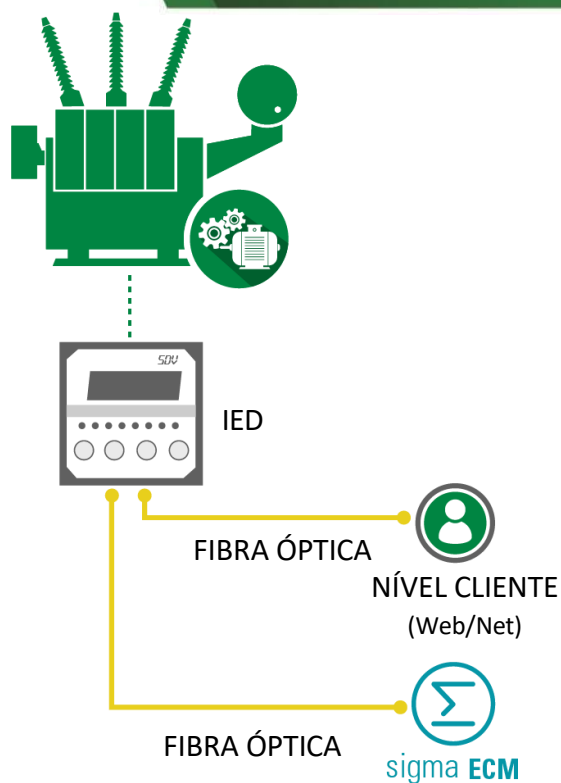 SDV
IED
FIBRA ÓPTICA
NÍVEL CLIENTE
(Web/Net)
FIBRA ÓPTICA
sigma ECM